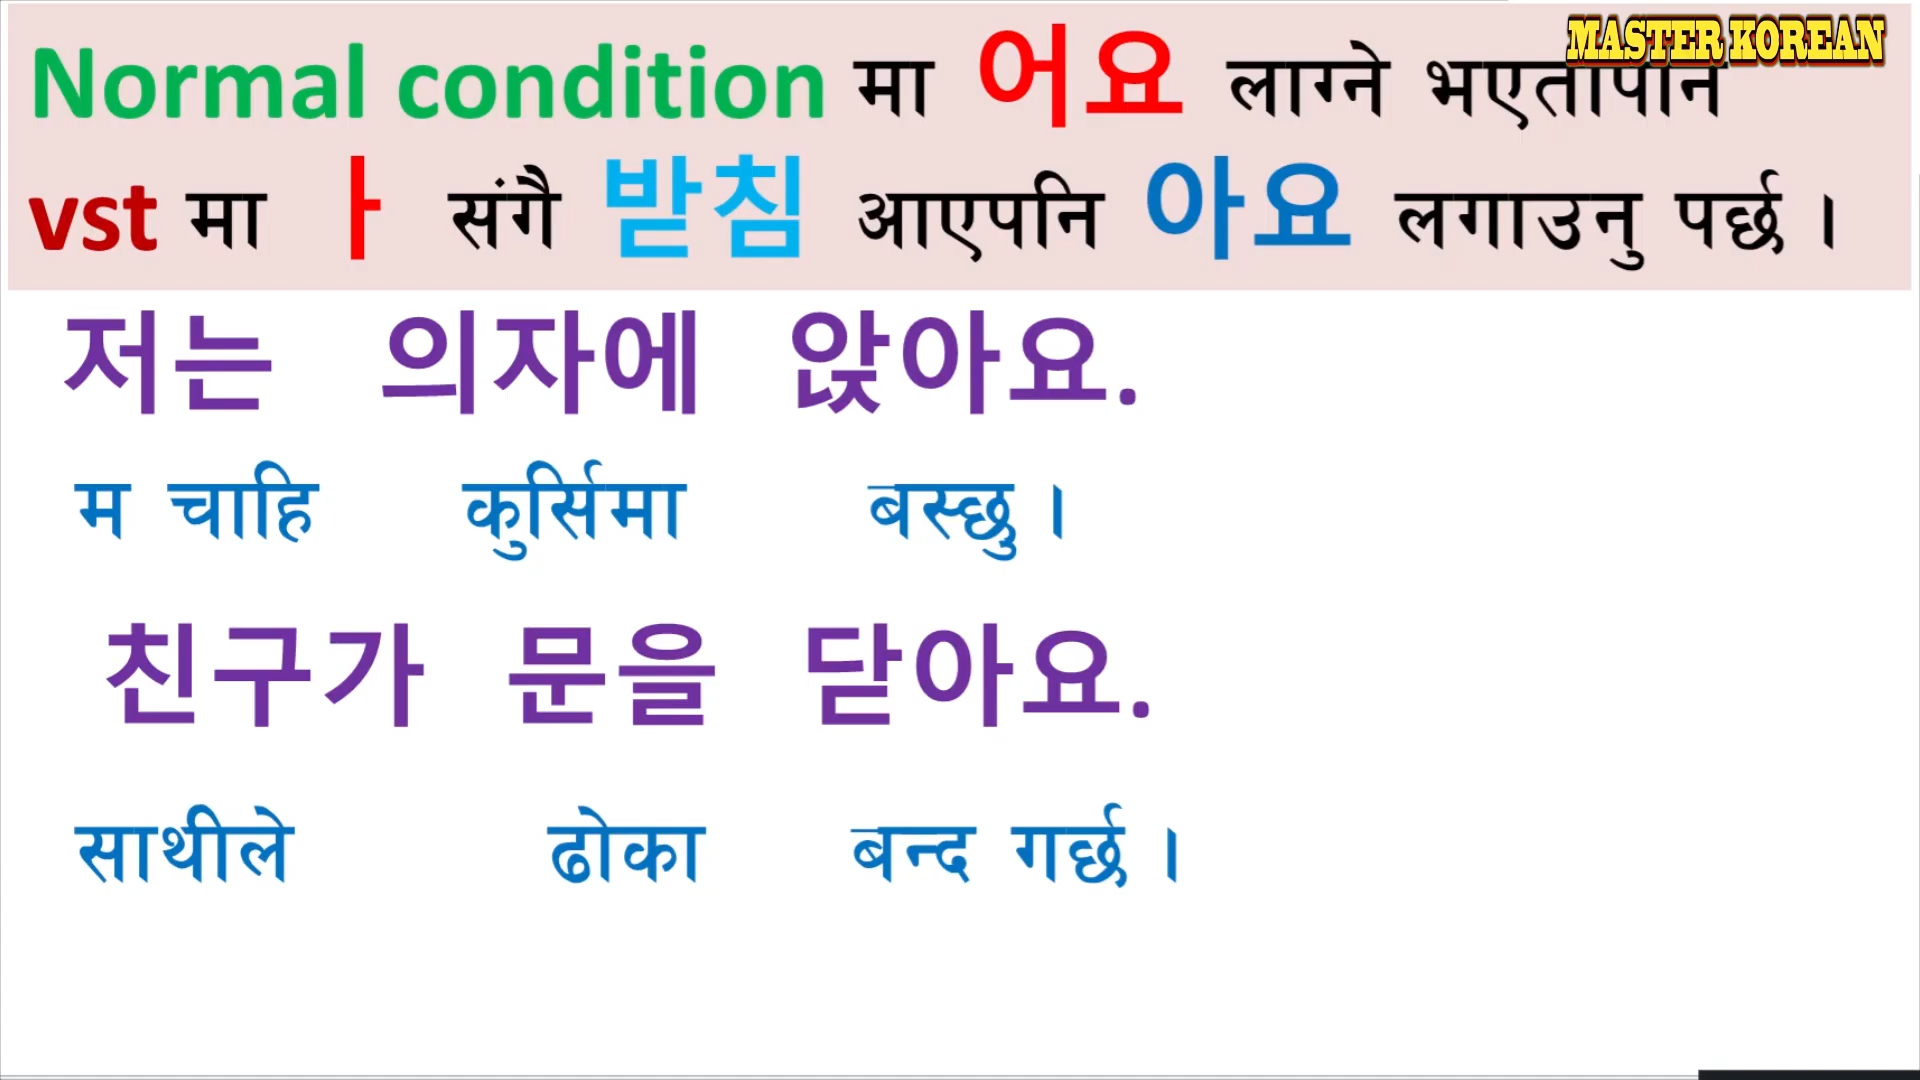 MASTER KOREAN
Normal condition मा 어요 लाग्ने भएतापनि
vst मा ㅏ संगै 받침 आएपनि 아요 लगाउनु पर्छ ।
저는 의자에 앉아요.
म चाहि कुर्सिमा बस्छु ।
친구가 문을 닫아요.
साथीले ढोका बन्द गर्छ ।